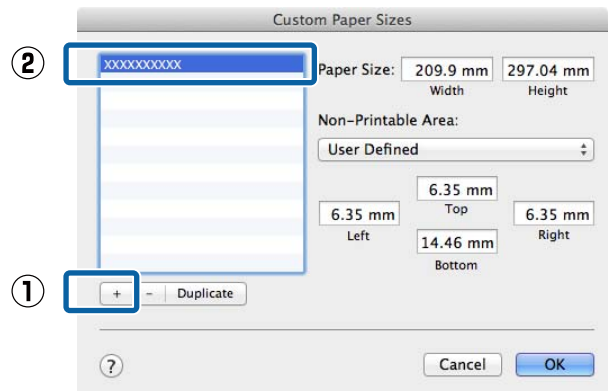 Custom Paper Sizes
②
XXXXXXXXXX
Paper Size: 209.9 mm 297.04 mm
Width Height
Non-Printable Area:
User Defined
6.35 mm
Top
6.35 mm 6.35 mm
Left Right
14.46 mm
Bottom
①
+ - Duplicate
? Cancel OK